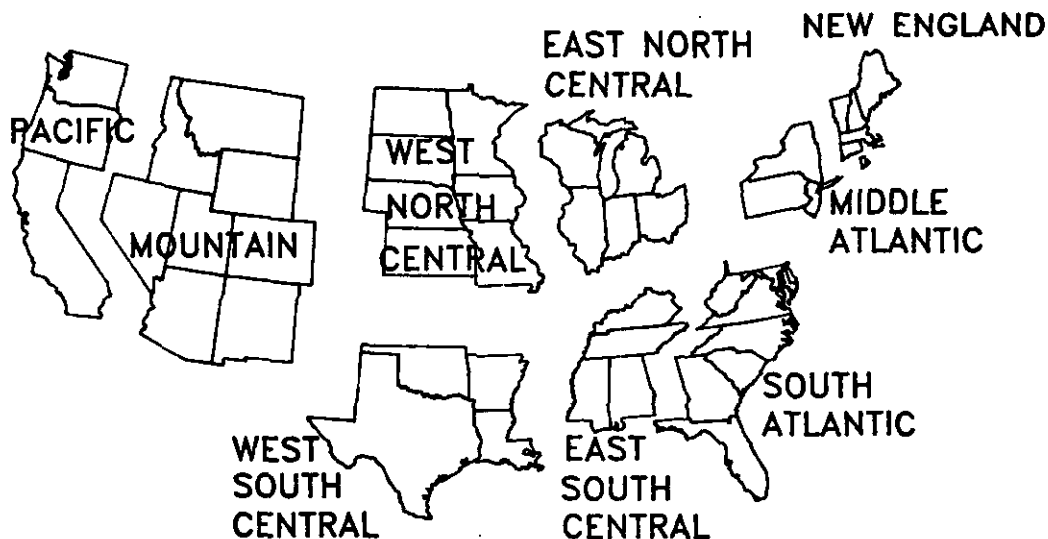 NEW ENGLAND
EAST NORTH
CENTRAL
PACIFIC
WEST
NORTH
CENTRAL
MIDDLE
ATLANTIC
MOUNTAIN
SOUTH
ATLANTIC
WEST
SOUTH
CENTRAL
EAST
SOUTH
CENTRAL